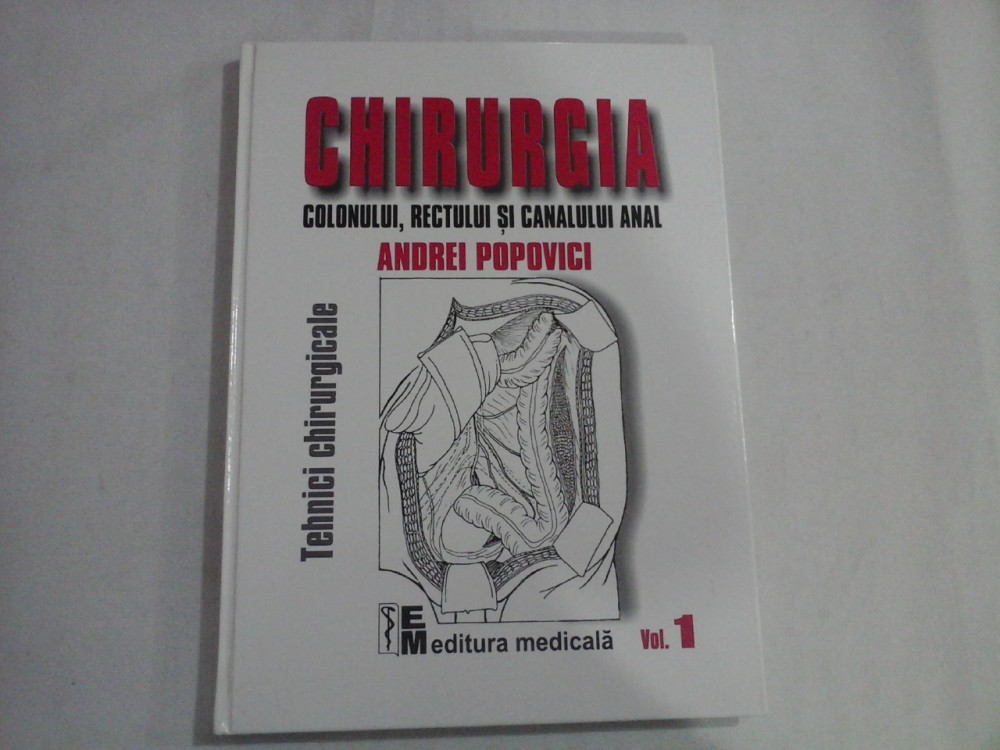 CHIRURGIA
COLONULUI, RECTULUI ȘI CANALULUI ANAL
ANDREI POPOVICI
Tehnici chirurgicale
EM editura medicală
Vol. 1